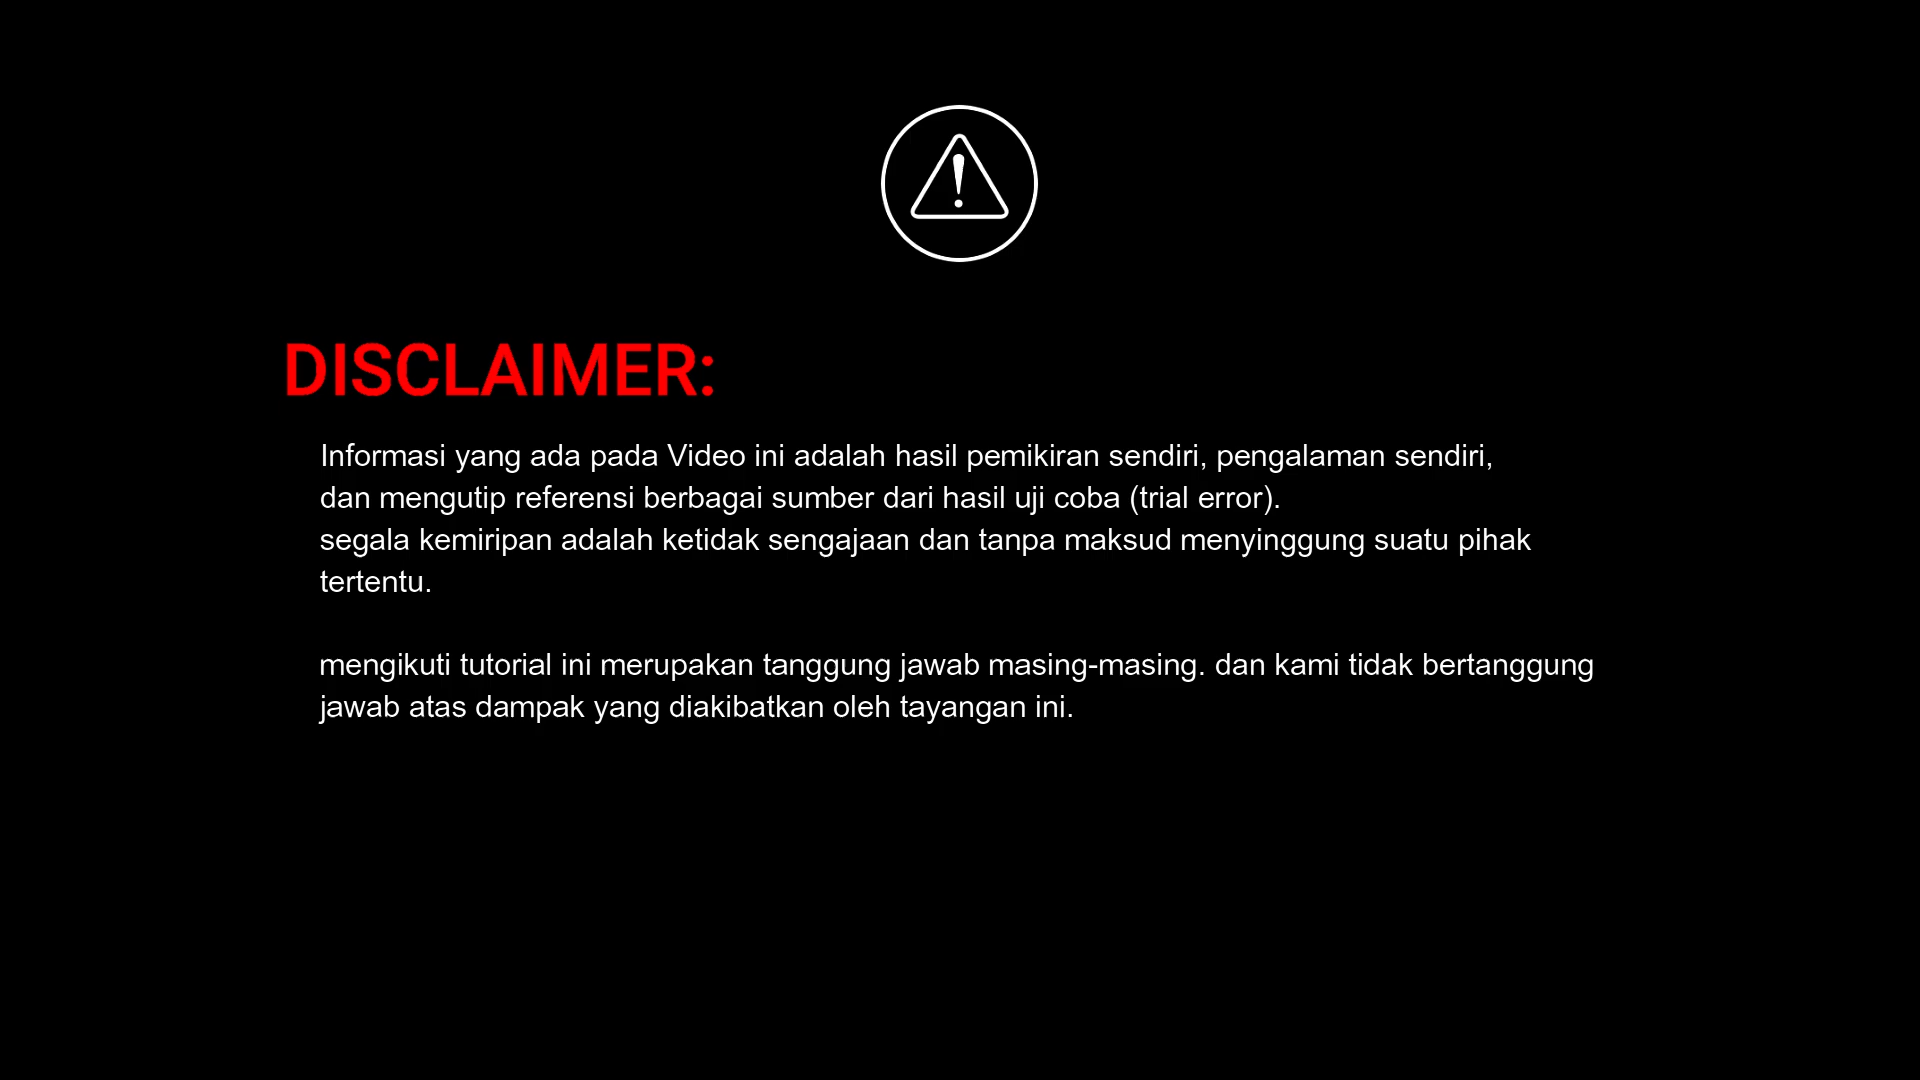 DISCLAIMER:
Informasi yang ada pada Video ini adalah hasil pemikiran sendiri, pengalaman sendiri,
dan mengutip referensi berbagai sumber dari hasil uji coba (trial error).
segala kemiripan adalah ketidak sengajaan dan tanpa maksud menyinggung suatu pihak
tertentu.
mengikuti tutorial ini merupakan tanggung jawab masing-masing. dan kami tidak bertanggung
jawab atas dampak yang diakibatkan oleh tayangan ini.